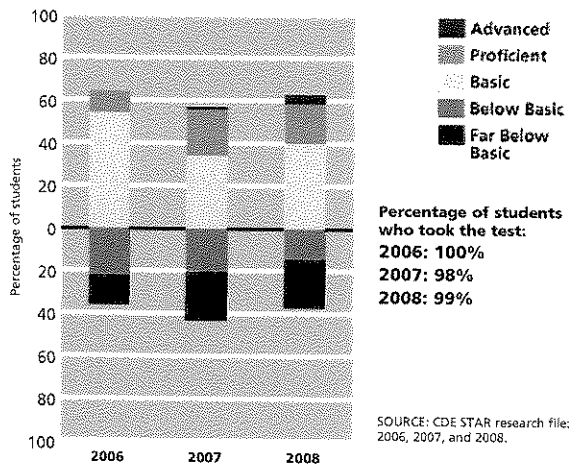 100
80
60
40
20
0
20
40
60
80
100
Percentage of students
2006
2007
2008
Advanced
Proficient
Basic
Below Basic
Far Below
Basic
Percentage of students
who took the test:
2006: 100%
2007: 98%
2008: 99%
SOURCE: CDE STAR research file:
2006, 2007, and 2008.